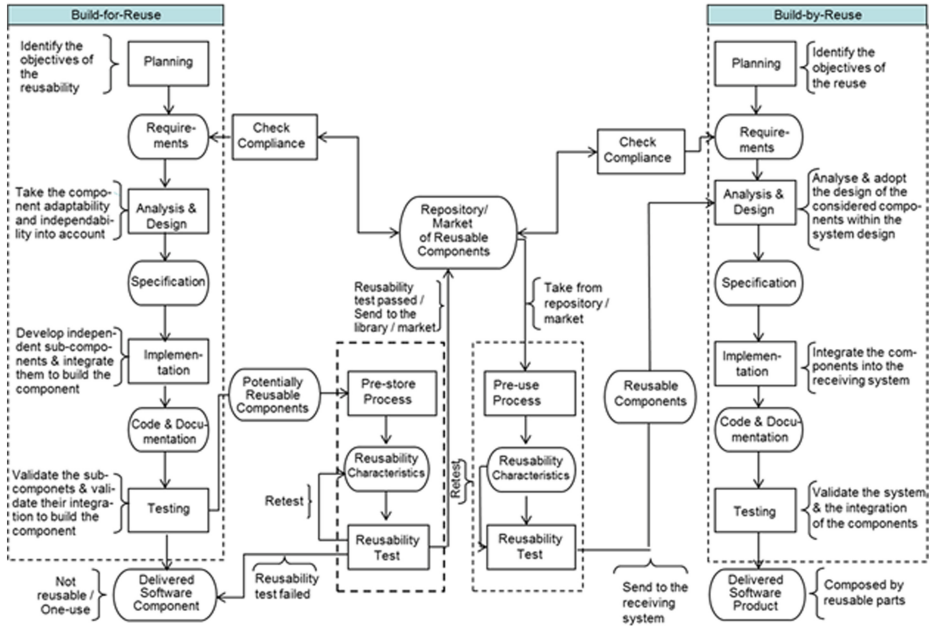 Build-for-Reuse
Identify the
objectives of
the
reusability
Planning
Require-
ments
Check
Compliance
Take the compo-
nent adaptability
and independab-
ility into account
Analysis &
Design
Specification
Develop indepen-
dent sub-compo-
nents & integrate
them to build the
component
Implemen-
tation
Code & Docu-
mentation
Validate the sub-
componets & vali-
date their integra-
tion to build the
component
Testing
Not
reusable /
One-use
Delivered
Software
Component
Potentially
Reusable
Components
Repository/
Market
of Reusable
Components
Reusability
test passed /
Send to the
library / market
Take from
repository /
market
Pre-store
Process
Reusability
Characteristics
Retest
Reusability
Test
Reusability
test failed
Pre-use
Process
Reusability
Characteristics
Retest
Reusability
Test
Reusable
Components
Send to the
receiving
system
Build-by-Reuse
Planning
Identify the
objectives of
the reuse
Check
Compliance
Require-
ments
Analysis &
Design
Analyse & adopt
the design of the
considered compo-
nents within the
system design
Specification
Implemen-
tation
Integrate the com-
ponents into the
receiving system
Code & Docu-
mentation
Testing
Validate the system
& the integration
of the components
Delivered
Software
Product
Composed by
reusable parts